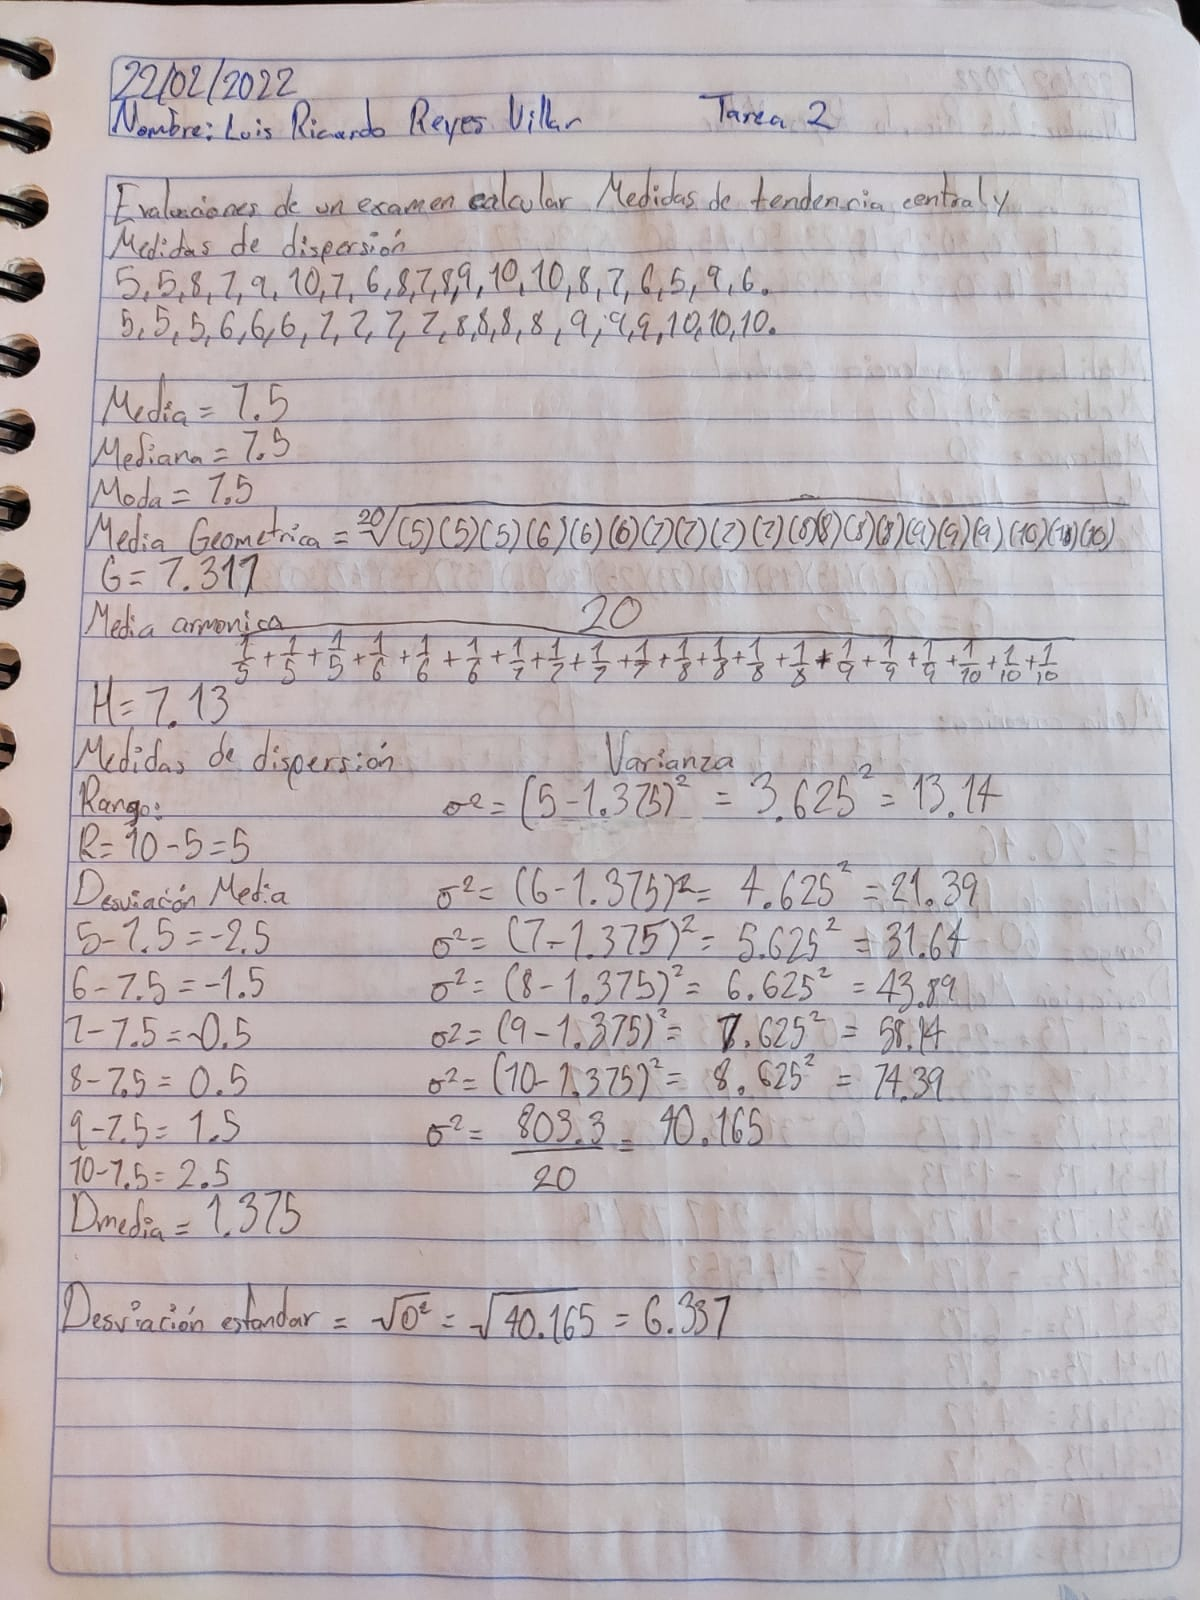 22/02/2022
Nombre: Luis Ricardo Reyes Villar Tarea 2
Evaluaciones de un examen calcular Medidas de tendencia central y
Medidas de dispersión
5,5,8,7,9,10,7,6,8,7,8,9,10,10,8,7,6,5,9,6.
5,5,5,6,6,6,7,7,7,7,8,8,8,8,9,9,9,10,10,10.
Media = 7.5
Mediana = 7.5
Moda = 7.5
Media Geometrica = ²⁰√(5)(5)(5)(6)(6)(6)(7)(7)(7)(7)(8)(8)(8)(8)(9)(9)(9)(10)(10)(10)
G = 7.317
Media armonica 20
1/5 + 1/5 + 1/5 + 1/6 + 1/6 + 1/6 + 1/7 + 1/7 + 1/7 + 1/7 + 1/8 + 1/8 + 1/8 + 1/8 + 1/9 + 1/9 + 1/9 + 1/10 + 1/10 + 1/10
H = 7.13
Medidas de dispersión Varianza
Rango: σ² = (5-1.375)² = 3.625² = 13.14
R = 10-5 = 5
Desviación Media σ² = (6-1.375)² = 4.625² = 21.39
5-7.5 = -2.5 σ² = (7-1.375)² = 5.625² = 31.64
6-7.5 = -1.5 σ² = (8-1.375)² = 6.625² = 43.89
7-7.5 = -0.5 σ² = (9-1.375)² = 7.625² = 58.14
8-7.5 = 0.5 σ² = (10-1.375)² = 8.625² = 74.39
9-7.5 = 1.5 σ² = 803.3/20 = 40.165
10-7.5 = 2.5
Dmedia = 1.375
Desviación estandar = √σ² = √40.165 = 6.337